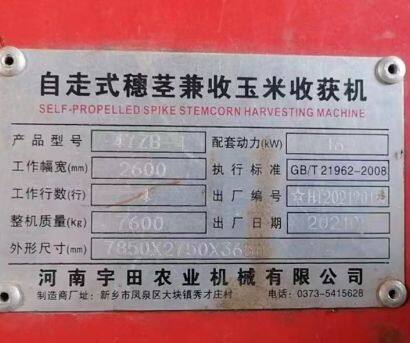 自走式穗茎兼收玉米收获机
SELF-PROPELLED SPIKE STEMCORN HARVESTING MACHINE
产品型号 配套动力(kW)
工作幅宽(mm) 2600 执行标准 GB/T 21962-2008
工作行数(行) 4 出厂编号
整机质量(kg) 7600 出厂日期
外形尺寸(mm) 7850X2750X
河南宇田农业机械有限公司
制造商厂址:新乡市凤泉区大块镇秀才庄村 电话:0373-5415628